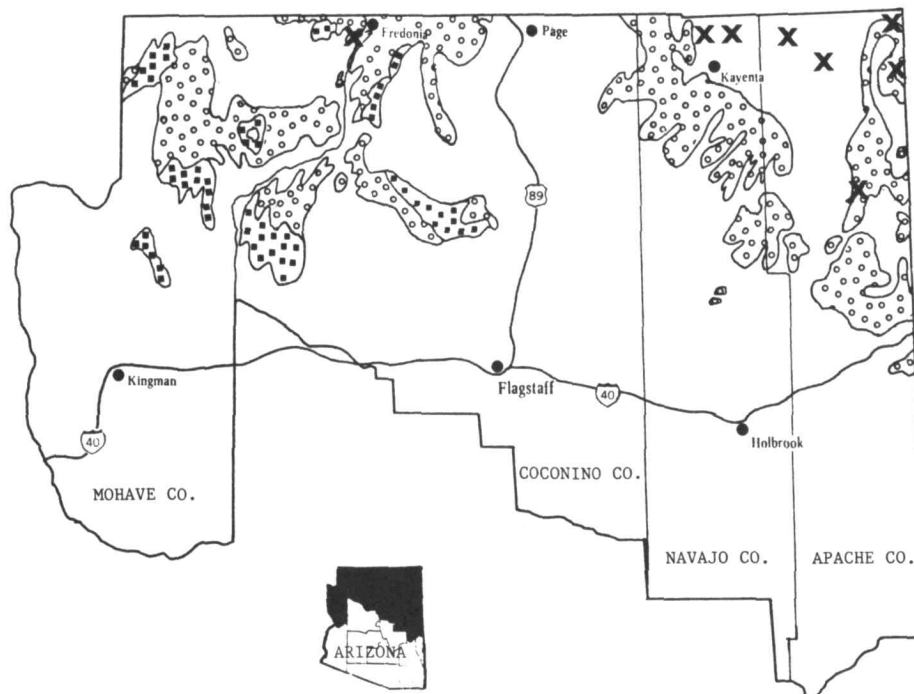 Fredonia
Page
Kayenta
89
Kingman
Flagstaff
40
Holbrook
40
MOHAVE CO.
COCONINO CO.
NAVAJO CO.
APACHE CO.
ARIZONA